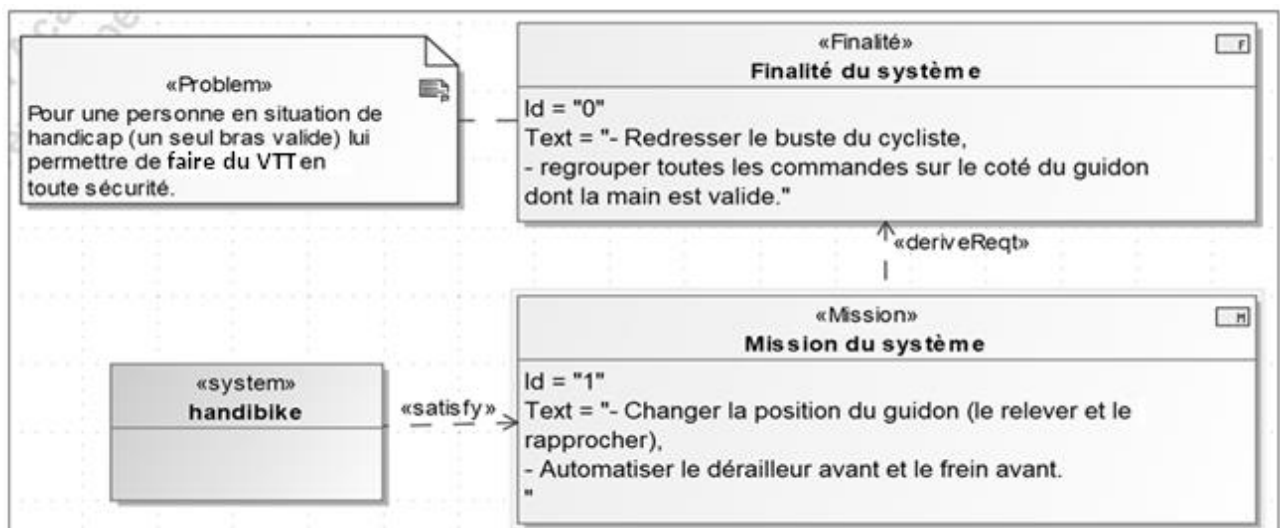 «Problem»
Pour une personne en situation de
handicap (un seul bras valide) lui
permettre de faire du VTT en
toute sécurité.
«Finalité»
F
Finalité du système
Id = "0"
Text = "- Redresser le buste du cycliste,
- regrouper toutes les commandes sur le coté du guidon
dont la main est valide."
«deriveReqt»
«Mission»
M
Mission du système
Id = "1"
Text = "- Changer la position du guidon (le relever et le
rapprocher),
- Automatiser le dérailleur avant et le frein avant.
"
«system»
handibike
«satisfy»